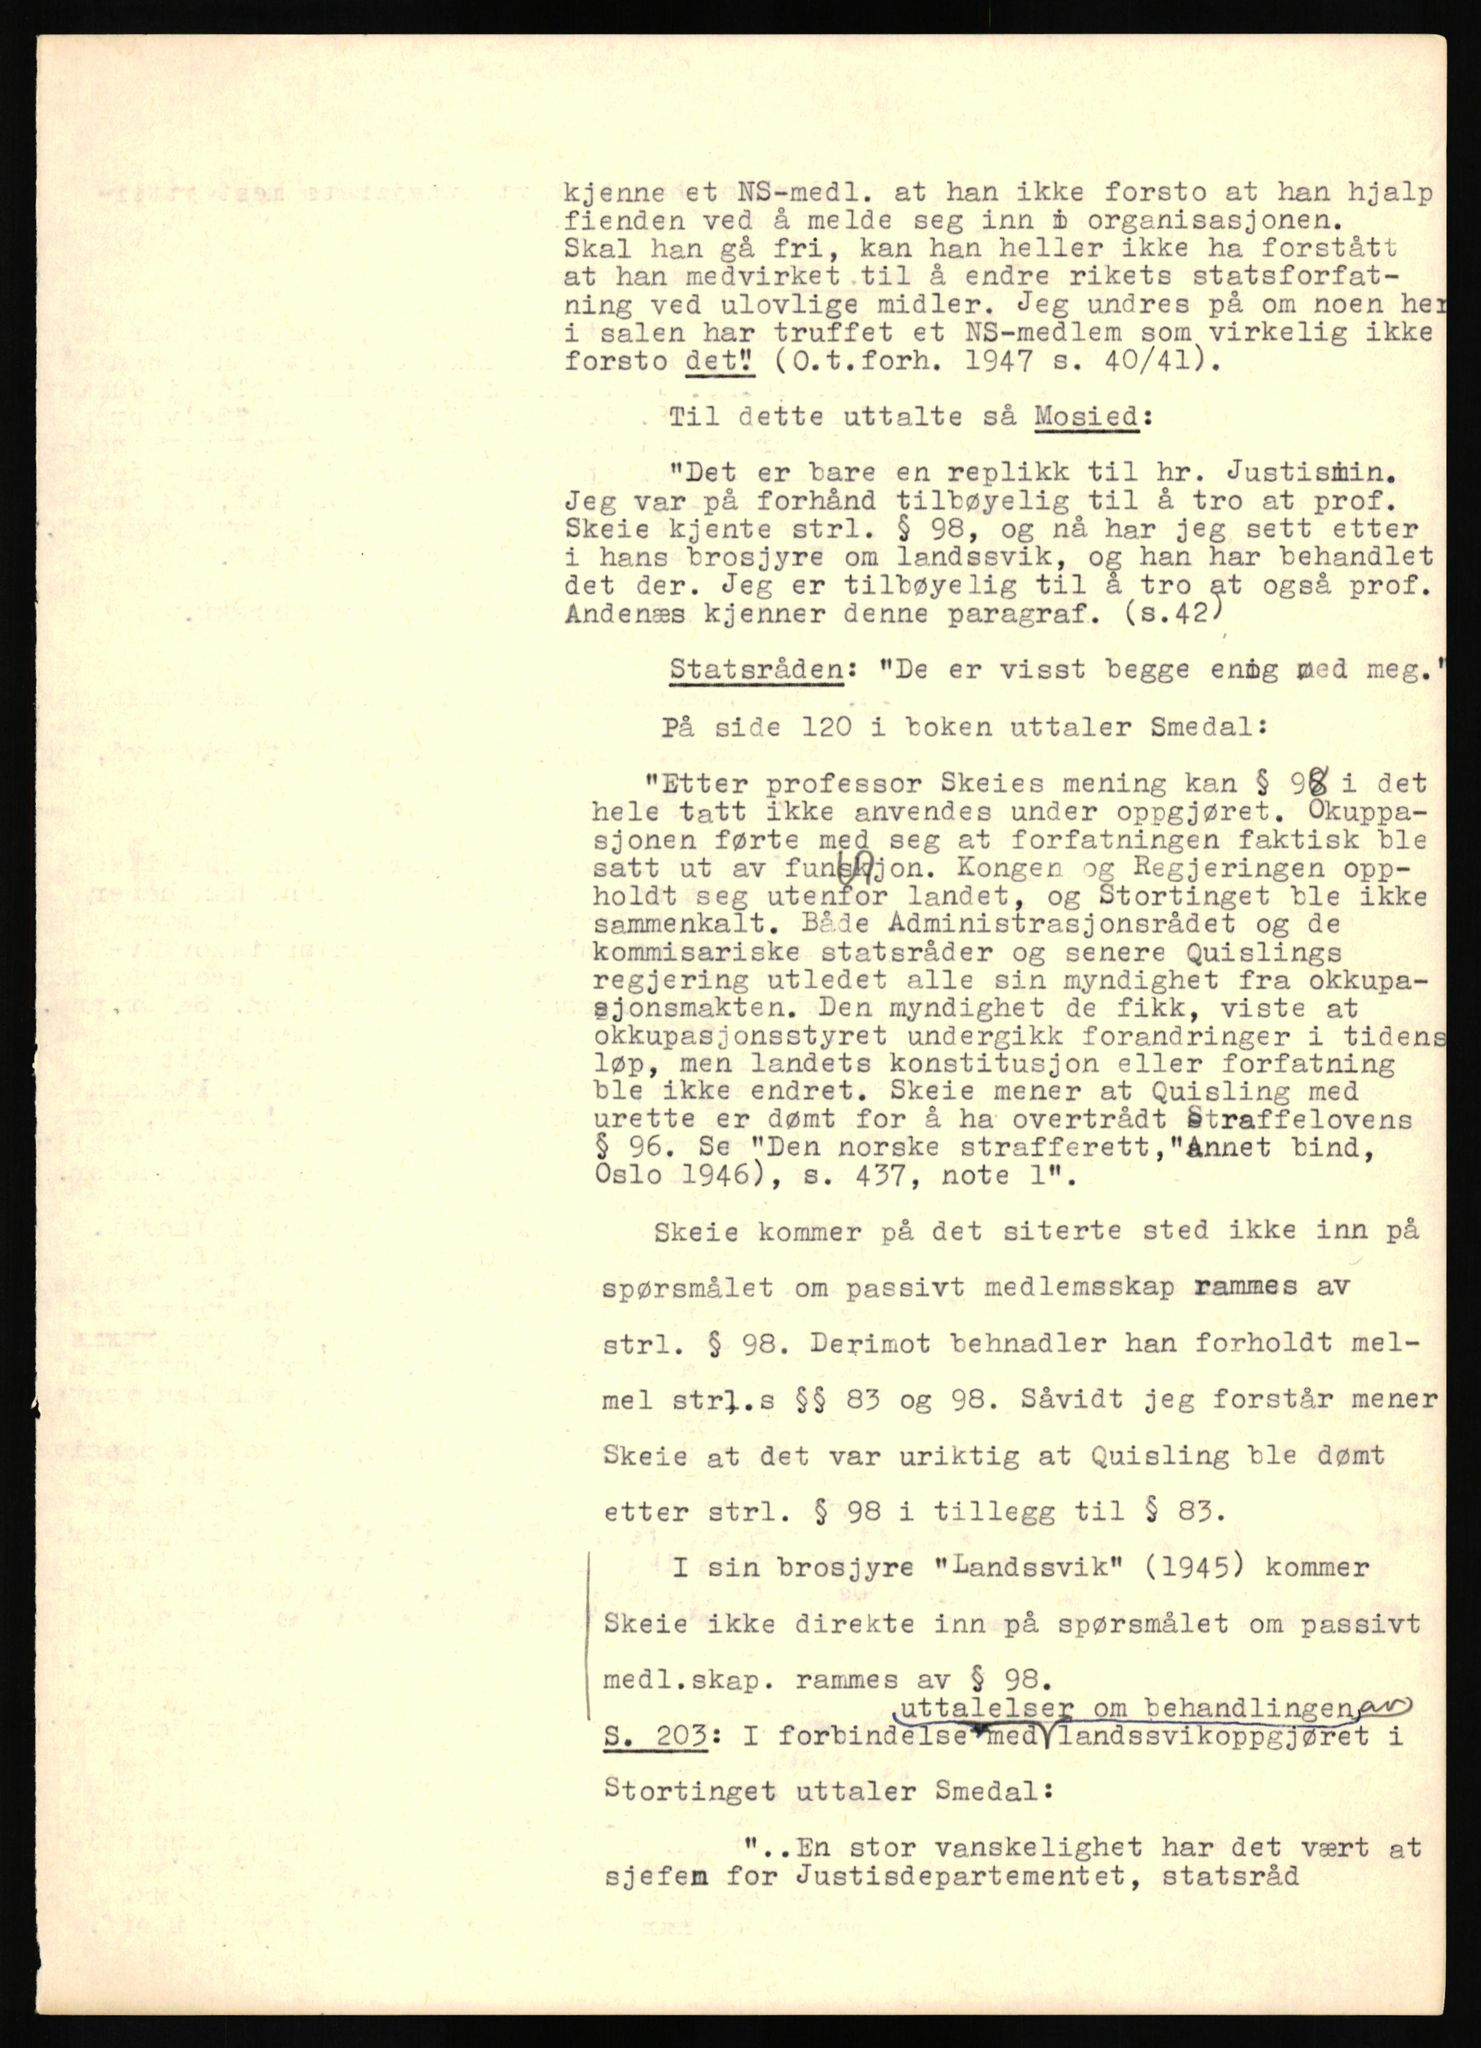 kjenne et NS-medl. at han ikke forsto at han hjalp
fienden ved å melde seg inn i organisasjonen.
Skal han gå fri, kan han heller ikke ha forstått
at han medvirket til å endre rikets statsforfat-
ning ved ulovlige midler. Jeg undres på om noen her
i salen har truffet et NS-medlem som virkelig ikke
forsto det". (O.t.forh. 1947 s. 40/41).
Til dette uttalte så Mosied:
"Det er bare en replikk til hr. Justismin.
Jeg var på forhånd tilbøyelig til å tro at prof.
Skeie kjente strl. § 98, og nå har jeg sett etter
i hans brosjyre om landssvik, og han har behandlet
det der. Jeg er tilbøyelig til å tro at også prof.
Andenæs kjenner denne paragraf. (s.42)
Statsråden: "De er visst begge enig med meg."
På side 120 i boken uttaler Smedal:
"Etter professor Skeies mening kan § 98 i det
hele tatt ikke anvendes under oppgjøret. Okuppa-
sjonen førte med seg at forfatningen faktisk ble
satt ut av funksjon. Kongen og Regjeringen opp-
holdt seg utenfor landet, og Stortinget ble ikke
sammenkalt. Både Administrasjonsrådet og de
kommisariske statsråder og senere Quislings
regjering utledet alle sin myndighet fra okkupa-
sjonsmakten. Den myndighet de fikk, viste at
okkupasjonsstyret undergikk forandringer i tidens
løp, men landets konstitusjon eller forfatning
ble ikke endret. Skeie mener at Quisling med
urette er dømt for å ha overtrådt Straffelovens
§ 96. Se "Den norske strafferett,"Annet bind,
Oslo 1946), s. 437, note 1".
Skeie kommer på det siterte sted ikke inn på
spørsmålet om passivt medlemsskap rammes av
strl. § 98. Derimot behnadler han forholdt mel-
mel strl.s §§ 83 og 98. Såvidt jeg forstår mener
Skeie at det var uriktig at Quisling ble dømt
etter strl. § 98 i tillegg til § 83.
I sin brosjyre "Landssvik" (1945) kommer
Skeie ikke direkte inn på spørsmålet om passivt
medl.skap. rammes av § 98.
uttalelser om behandlingen av
S. 203: I forbindelse med landssvikoppgjøret i
Stortinget uttaler Smedal:
"..En stor vanskelighet har det vært at
sjefen for Justisdepartementet, statsråd